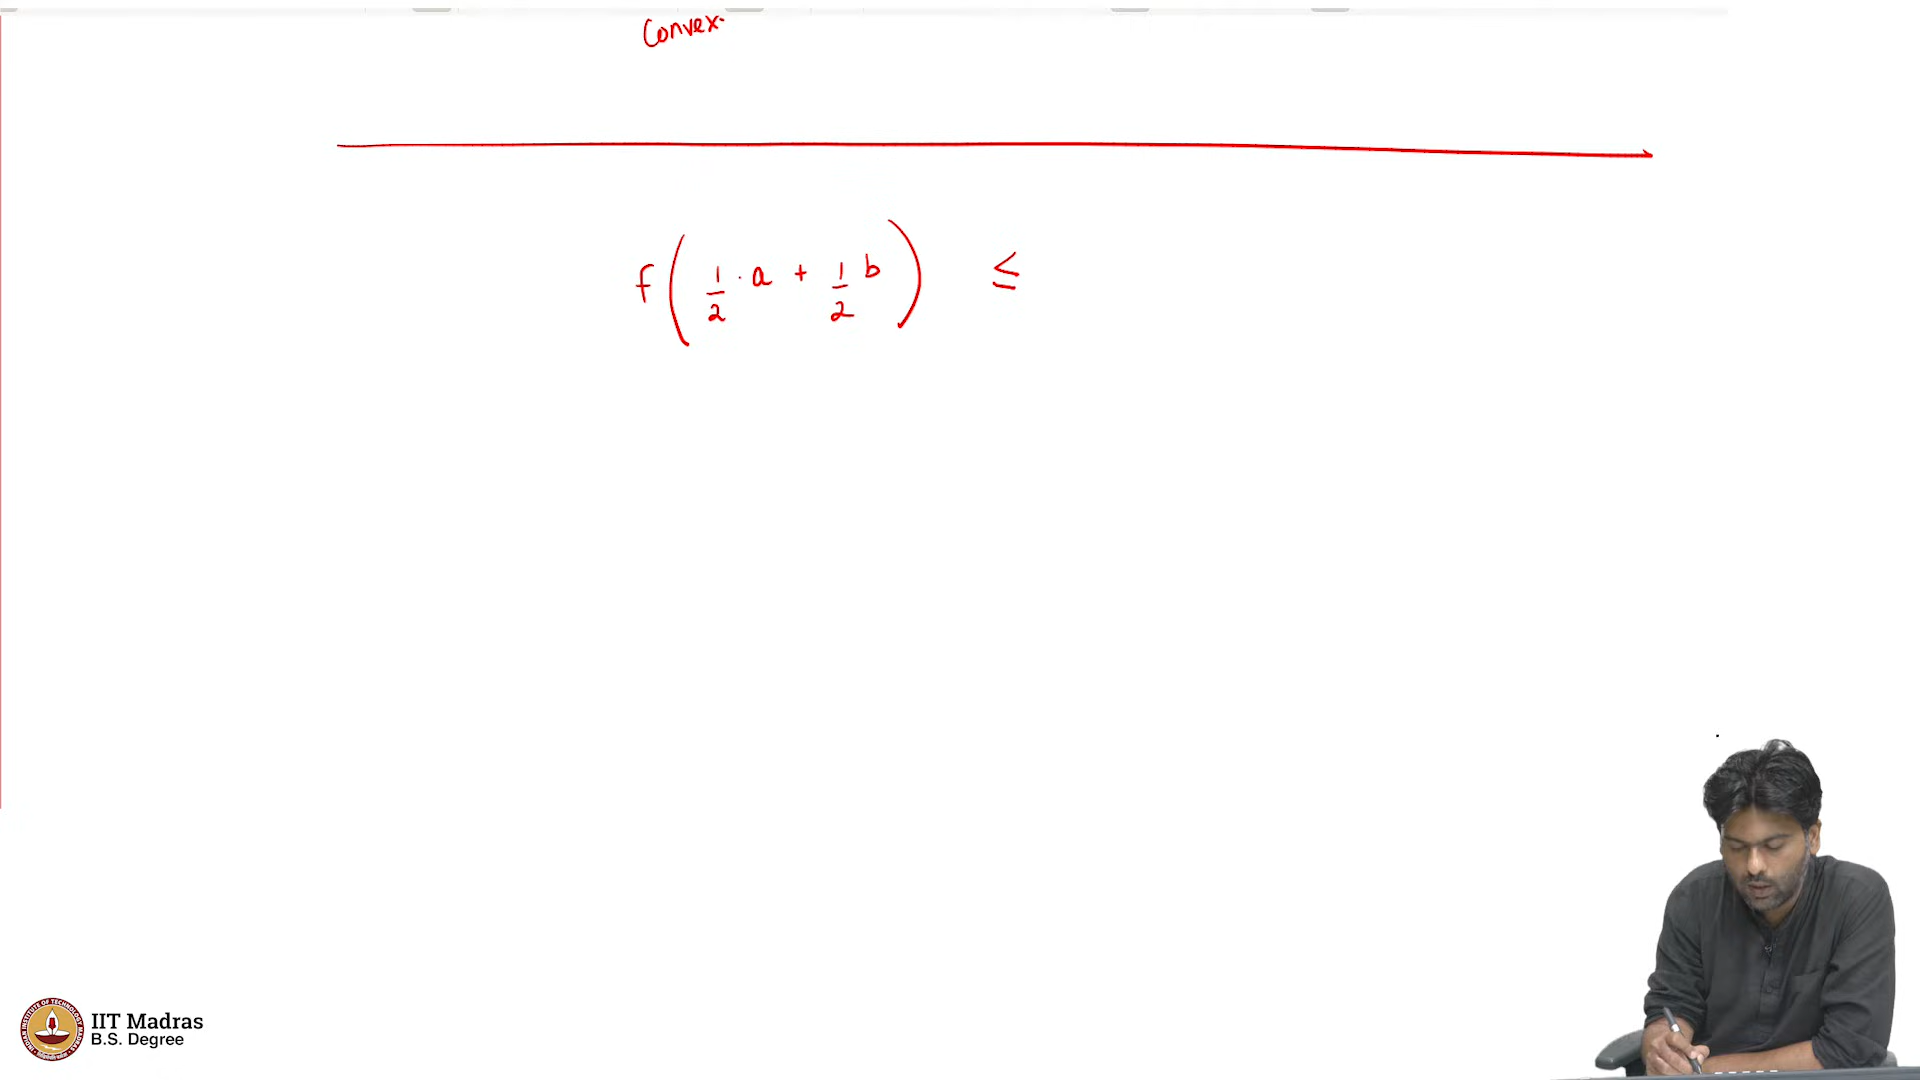 Convex.
f( 1/2 · a + 1/2 b ) ≤
IIT Madras
B.S. Degree